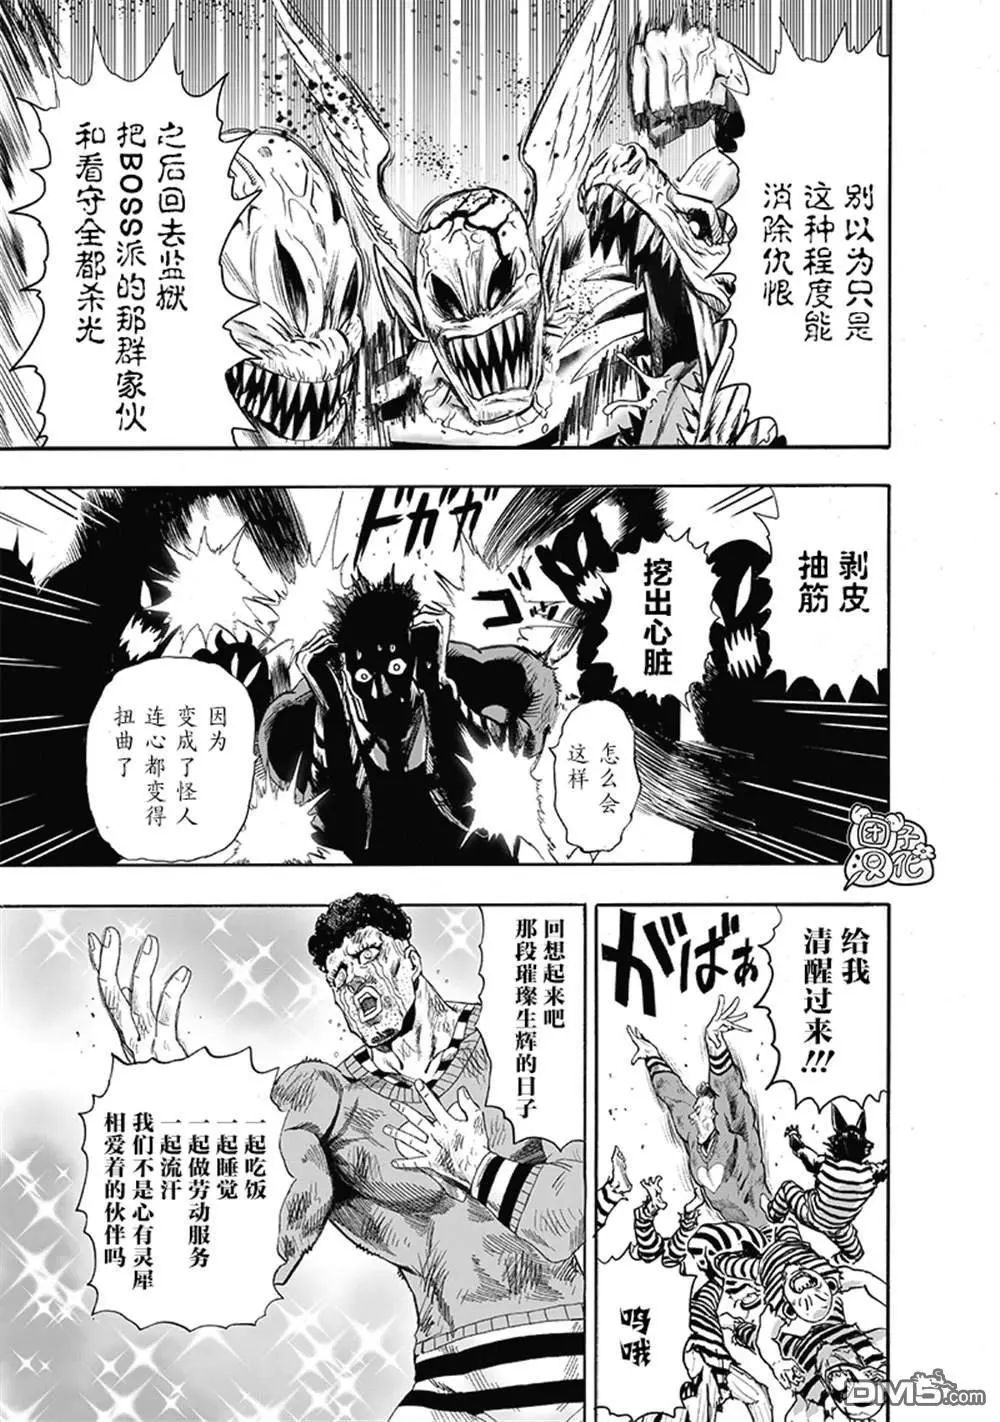 别以为只是
这种程度能
消除仇恨
之后回去监狱
把BOSS派的那群家伙
和看守全都杀光
剥皮
抽筋
挖出心脏
ドガガ
ゴッ
怎么会
这样
因为
变成了怪人
连心都变得
扭曲了
团子
汉化
给我
清醒过来!!!
がばぁ
呜
哦
回想起来吧
那段璀璨生辉的日子
一起吃饭
一起睡觉
一起做劳动服务
一起流汗
我们不是心有灵犀
相爱着的伙伴吗
DM5.com